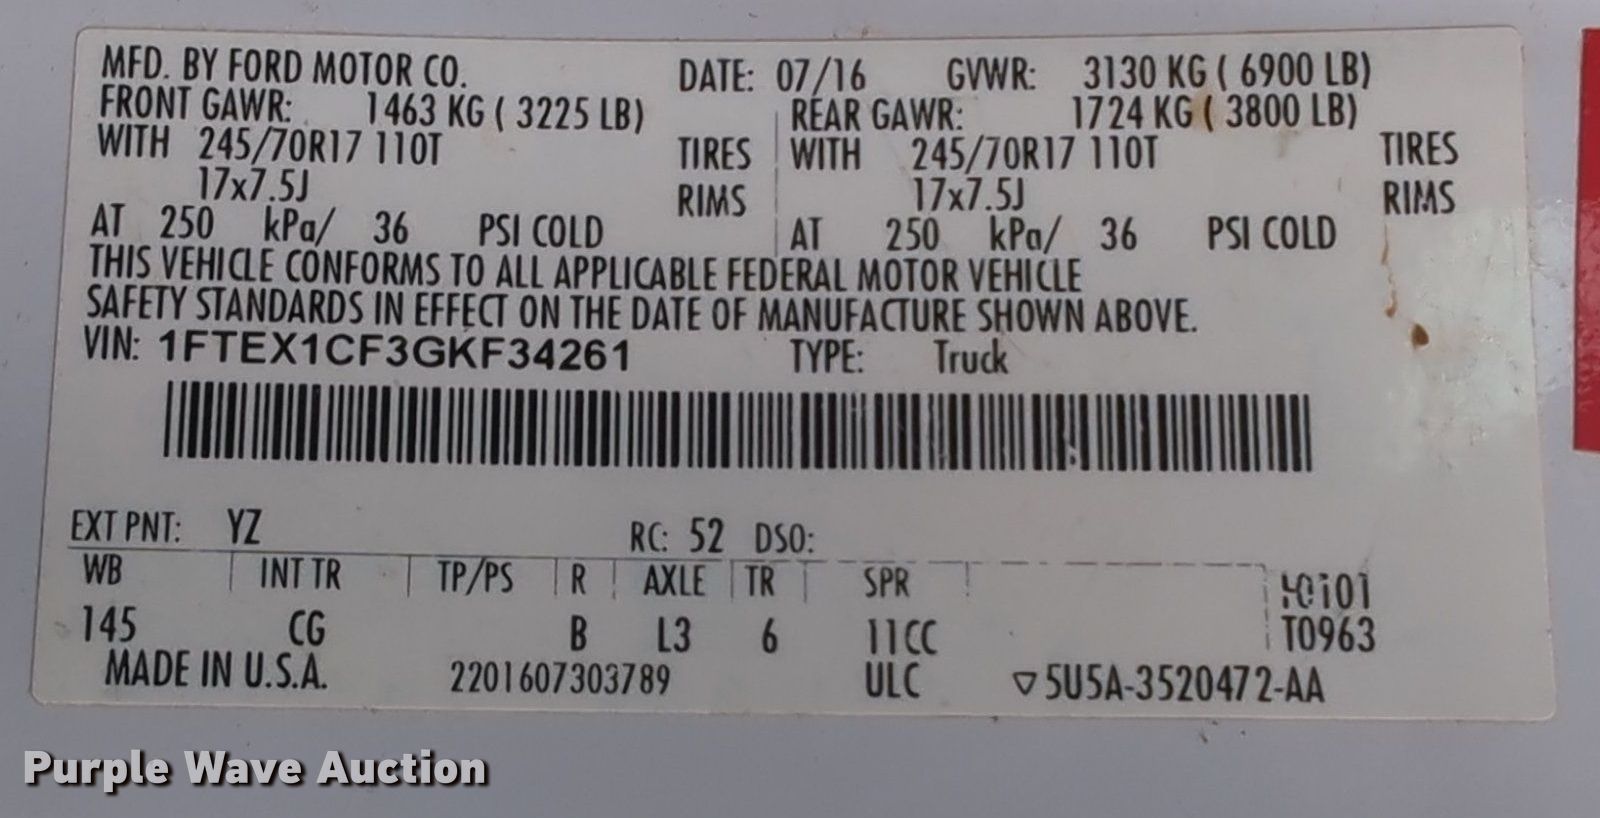 MFD. BY FORD MOTOR CO. DATE: 07/16 GVWR: 3130 KG ( 6900 LB)
FRONT GAWR: 1463 KG ( 3225 LB) REAR GAWR: 1724 KG ( 3800 LB)
WITH 245/70R17 110T TIRES WITH 245/70R17 110T TIRES
17x7.5J RIMS 17x7.5J RIMS
AT 250 kPa/ 36 PSI COLD AT 250 kPa/ 36 PSI COLD
THIS VEHICLE CONFORMS TO ALL APPLICABLE FEDERAL MOTOR VEHICLE
SAFETY STANDARDS IN EFFECT ON THE DATE OF MANUFACTURE SHOWN ABOVE.
VIN: 1FTEX1CF3GKF34261 TYPE: Truck
EXT PNT: YZ RC: 52 DSO:
WB INT TR TP/PS R AXLE TR SPR
145 CG B L3 6 11CC T0963
MADE IN U.S.A. 2201607303789 ULC ▽5U5A-3520472-AA
Purple Wave Auction